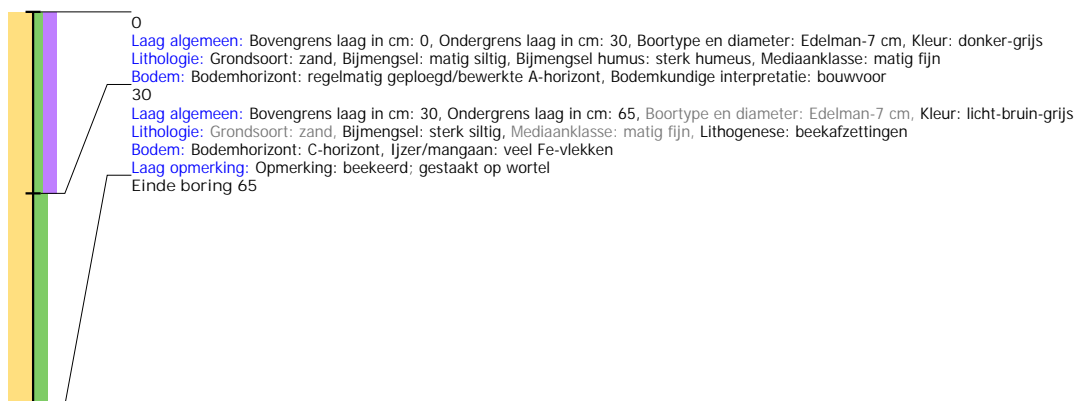 0
Laag algemeen: Bovengrens laag in cm: 0, Ondergrens laag in cm: 30, Boortype en diameter: Edelman-7 cm, Kleur: donker-grijs
Lithologie: Grondsoort: zand, Bijmengsel: matig siltig, Bijmengsel humus: sterk humeus, Mediaanklasse: matig fijn
Bodem: Bodemhorizont: regelmatig geploegd/bewerkte A-horizont, Bodemkundige interpretatie: bouwvoor
30
Laag algemeen: Bovengrens laag in cm: 30, Ondergrens laag in cm: 65, Boortype en diameter: Edelman-7 cm, Kleur: licht-bruin-grijs
Lithologie: Grondsoort: zand, Bijmengsel: sterk siltig, Mediaanklasse: matig fijn, Lithogenese: beekafzettingen
Bodem: Bodemhorizont: C-horizont, Ijzer/mangaan: veel Fe-vlekken
Laag opmerking: Opmerking: beekeerd; gestaakt op wortel
Einde boring 65